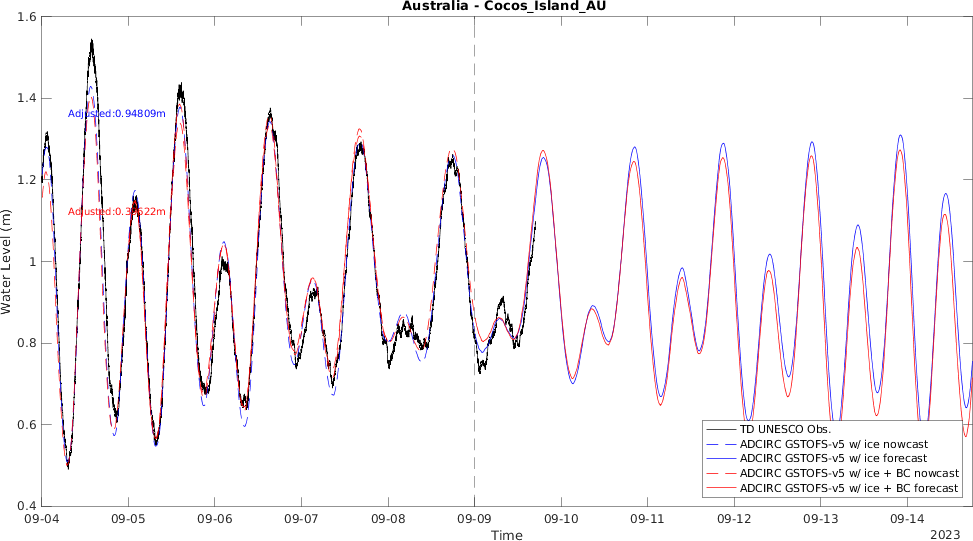 Australia - Cocos_Island_AU
1.6
1.4
1.2
1
0.8
0.6
0.4
Water Level (m)
Adjusted:0.94809m
TD UNESCO Obs.
ADCIRC GSTOFS-v5 w/ ice nowcast
ADCIRC GSTOFS-v5 w/ ice forecast
ADCIRC GSTOFS-v5 w/ ice + BC nowcast
ADCIRC GSTOFS-v5 w/ ice + BC forecast
09-04
09-05
09-06
09-07
09-08
09-09
09-10
09-11
09-12
09-13
09-14
Time
2023